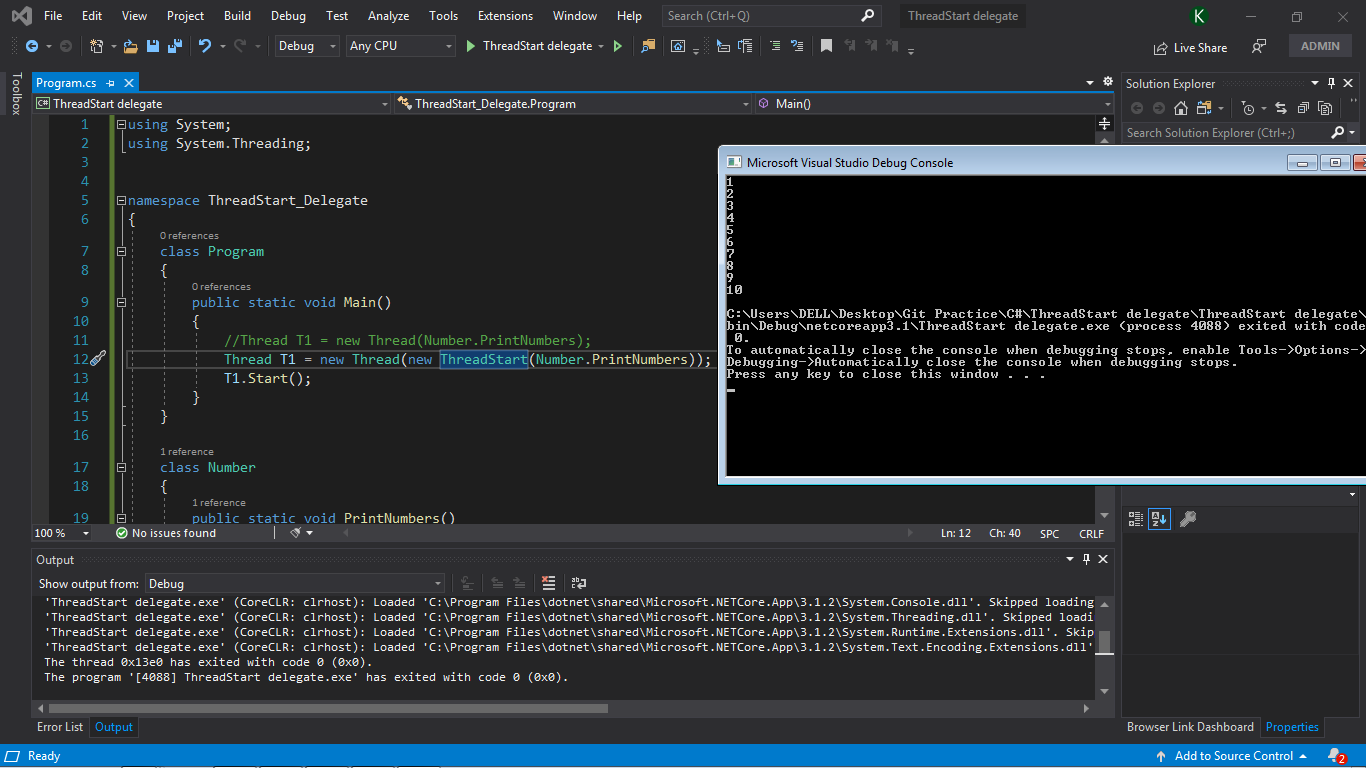 File Edit View Project Build Debug Test Analyze Tools Extensions Window Help Search (Ctrl+Q) ThreadStart delegate K
Debug Any CPU ThreadStart delegate Live Share ADMIN
Toolbox
Program.cs
C# ThreadStart delegate ThreadStart_Delegate.Program Main()
1 using System;
2 using System.Threading;
3
4
5 namespace ThreadStart_Delegate
6 {
0 references
7 class Program
8 {
0 references
9 public static void Main()
10 {
11 //Thread T1 = new Thread(Number.PrintNumbers);
12 Thread T1 = new Thread(new ThreadStart(Number.PrintNumbers));
13 T1.Start();
14 }
15 }
16
1 reference
17 class Number
18 {
1 reference
19 public static void PrintNumbers()
100 % No issues found Ln: 12 Ch: 40 SPC CRLF
Solution Explorer
Search Solution Explorer (Ctrl+;)
Microsoft Visual Studio Debug Console
1
2
3
4
5
6
7
8
9
10
C:\Users\DELL\Desktop\Git Practice\C#\ThreadStart delegate\ThreadStart delegate\
bin\Debug\netcoreapp3.1\ThreadStart delegate.exe (process 4088) exited with code
0.
To automatically close the console when debugging stops, enable Tools->Options->
Debugging->Automatically close the console when debugging stops.
Press any key to close this window . . .
Output
Show output from: Debug
'ThreadStart delegate.exe' (CoreCLR: clrhost): Loaded 'C:\Program Files\dotnet\shared\Microsoft.NETCore.App\3.1.2\System.Console.dll'. Skipped loading
'ThreadStart delegate.exe' (CoreCLR: clrhost): Loaded 'C:\Program Files\dotnet\shared\Microsoft.NETCore.App\3.1.2\System.Threading.dll'. Skipped loadi
'ThreadStart delegate.exe' (CoreCLR: clrhost): Loaded 'C:\Program Files\dotnet\shared\Microsoft.NETCore.App\3.1.2\System.Runtime.Extensions.dll'. Skip
'ThreadStart delegate.exe' (CoreCLR: clrhost): Loaded 'C:\Program Files\dotnet\shared\Microsoft.NETCore.App\3.1.2\System.Text.Encoding.Extensions.dll'
The thread 0x13e0 has exited with code 0 (0x0).
The program '[4088] ThreadStart delegate.exe' has exited with code 0 (0x0).
Error List Output
Browser Link Dashboard Properties
Ready Add to Source Control 2